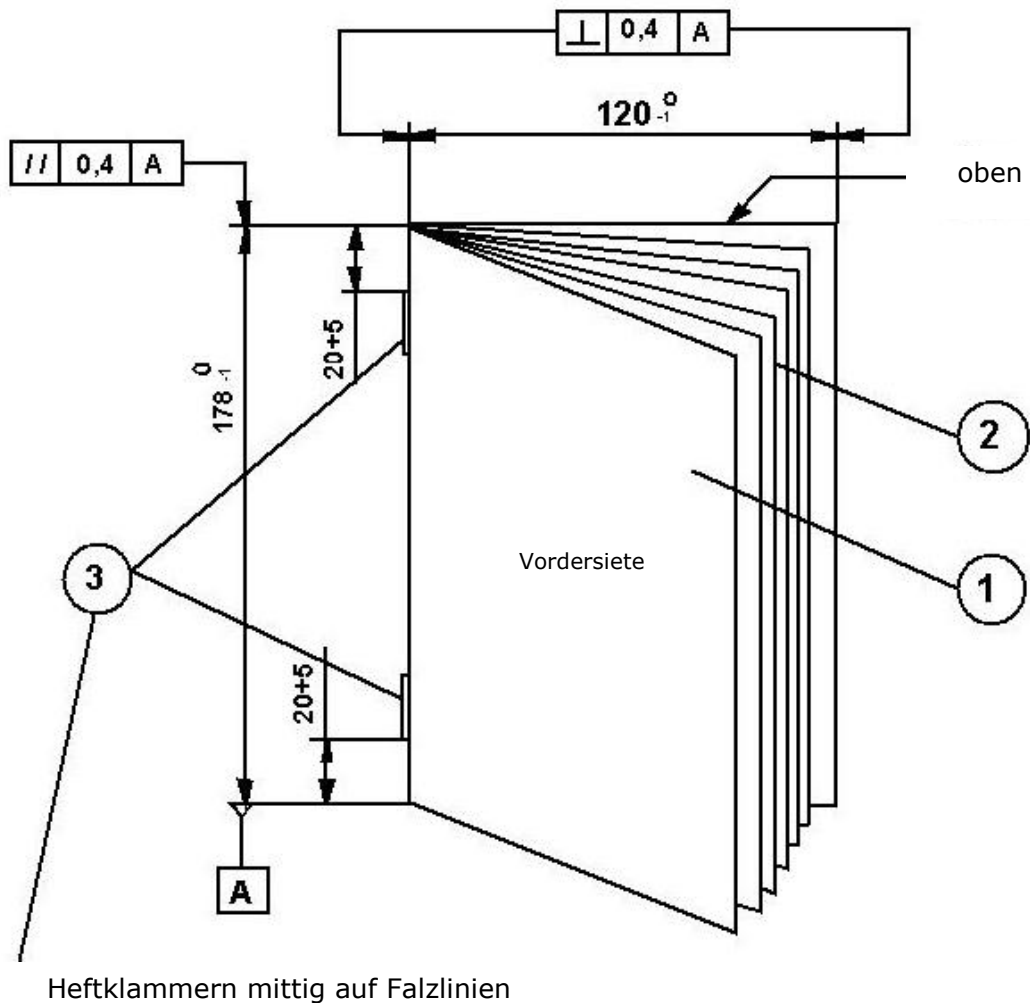 ⊥ 0,4 A
120 0 -1
// 0,4 A
oben
20+5
178 0 -1
2
Vordersiete
1
3
20+5
A
Heftklammern mittig auf Falzlinien